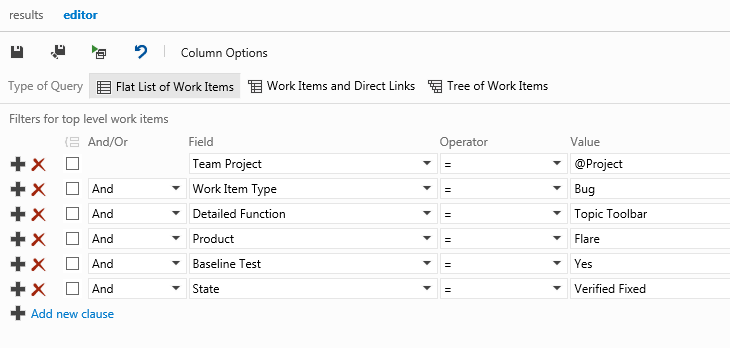 results editor
Column Options
Type of Query Flat List of Work Items Work Items and Direct Links Tree of Work Items
Filters for top level work items
And/Or Field Operator Value
Team Project = @Project
And Work Item Type = Bug
And Detailed Function = Topic Toolbar
And Product = Flare
And Baseline Test = Yes
And State = Verified Fixed
Add new clause